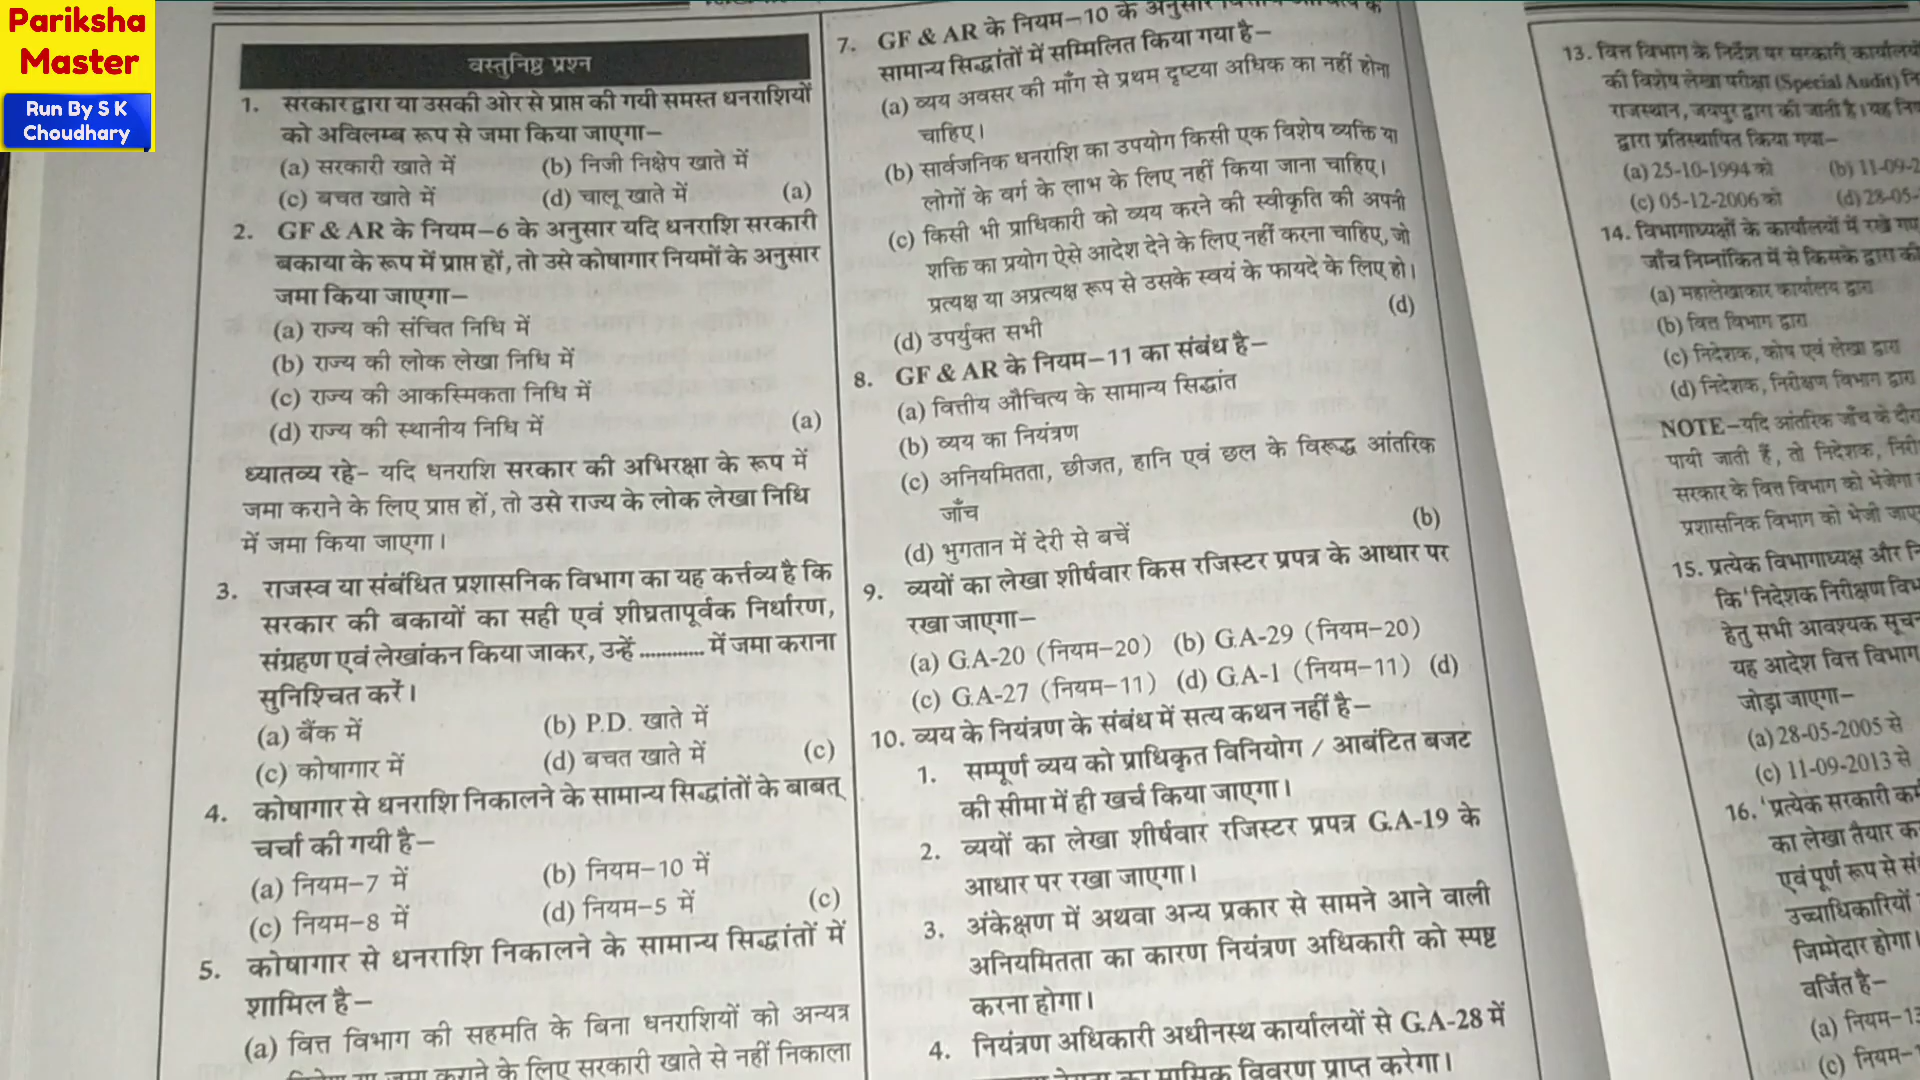 Pariksha
Master
Run By S K
Choudhary
वस्तुनिष्ठ प्रश्न
1. सरकार द्वारा या उसकी ओर से प्राप्त की गयी समस्त धनराशियों
को अविलम्ब रूप से जमा किया जाएगा–
(a) सरकारी खाते में (b) निजी निक्षेप खाते में
(c) बचत खाते में (d) चालू खाते में (a)
2. GF & AR के नियम–6 के अनुसार यदि धनराशि सरकारी
बकाया के रूप में प्राप्त हों, तो उसे कोषागार नियमों के अनुसार
जमा किया जाएगा–
(a) राज्य की संचित निधि में
(b) राज्य की लोक लेखा निधि में
(c) राज्य की आकस्मिकता निधि में
(d) राज्य की स्थानीय निधि में (a)
ध्यातव्य रहे– यदि धनराशि सरकार की अभिरक्षा के रूप में
जमा कराने के लिए प्राप्त हों, तो उसे राज्य के लोक लेखा निधि
में जमा किया जाएगा।
3. राजस्व या संबंधित प्रशासनिक विभाग का यह कर्त्तव्य है कि
सरकार की बकायों का सही एवं शीघ्रतापूर्वक निर्धारण,
संग्रहण एवं लेखांकन किया जाकर, उन्हें ............ में जमा कराना
सुनिश्चित करें।
(a) बैंक में (b) P.D. खाते में
(c) कोषागार में (d) बचत खाते में (c)
4. कोषागार से धनराशि निकालने के सामान्य सिद्धांतों के बाबत्
चर्चा की गयी है–
(a) नियम–7 में (b) नियम–10 में
(c) नियम–8 में (d) नियम–5 में (c)
5. कोषागार से धनराशि निकालने के सामान्य सिद्धांतों में
शामिल है–
(a) वित्त विभाग की सहमति के बिना धनराशियों को अन्यत्र
जमा कराने के लिए सरकारी खाते से नहीं निकाला
7. GF & AR के नियम–10 के अनुसार वित्तीय औचित्य के
सामान्य सिद्धांतों में सम्मिलित किया गया है–
(a) व्यय अवसर की माँग से प्रथम दृष्टया अधिक का नहीं होना
चाहिए।
(b) सार्वजनिक धनराशि का उपयोग किसी एक विशेष व्यक्ति या
लोगों के वर्ग के लाभ के लिए नहीं किया जाना चाहिए।
(c) किसी भी प्राधिकारी को व्यय करने की स्वीकृति की अपनी
शक्ति का प्रयोग ऐसे आदेश देने के लिए नहीं करना चाहिए, जो
प्रत्यक्ष या अप्रत्यक्ष रूप से उसके स्वयं के फायदे के लिए हो।
(d) उपर्युक्त सभी (d)
8. GF & AR के नियम–11 का संबंध है–
(a) वित्तीय औचित्य के सामान्य सिद्धांत
(b) व्यय का नियंत्रण
(c) अनियमितता, छीजत, हानि एवं छल के विरूद्ध आंतरिक
जाँच
(d) भुगतान में देरी से बचें (b)
9. व्ययों का लेखा शीर्षवार किस रजिस्टर प्रपत्र के आधार पर
रखा जाएगा–
(a) G.A-20 (नियम–20) (b) G.A-29 (नियम–20)
(c) G.A-27 (नियम–11) (d) G.A-1 (नियम–11) (d)
10. व्यय के नियंत्रण के संबंध में सत्य कथन नहीं है–
1. सम्पूर्ण व्यय को प्राधिकृत विनियोग / आबंटित बजट
की सीमा में ही खर्च किया जाएगा।
2. व्ययों का लेखा शीर्षवार रजिस्टर प्रपत्र G.A-19 के
आधार पर रखा जाएगा।
3. अंकेक्षण में अथवा अन्य प्रकार से सामने आने वाली
अनियमितता का कारण नियंत्रण अधिकारी को स्पष्ट
करना होगा।
4. नियंत्रण अधिकारी अधीनस्थ कार्यालयों से G.A-28 में
का मासिक विवरण प्राप्त करेगा।
13. वित्त विभाग के निर्देश पर सरकारी कार्यालयों
की विशेष लेखा परीक्षा (Special Audit)
राजस्थान, जयपुर द्वारा की जाती है। यह
द्वारा प्रतिस्थापित किया गया–
(a) 25-10-1994 को (b) 11-09-2
(c) 05-12-2006 को (d) 28-05-
14. विभागाध्यक्षों के कार्यालयों में रखे गए
जाँच निम्नांकित में से किसके द्वारा की
(a) महालेखाकार कार्यालय द्वारा
(b) वित्त विभाग द्वारा
(c) निदेशक, कोष एवं लेखा द्वारा
(d) निदेशक, निरीक्षण विभाग द्वारा
NOTE–यदि आंतरिक जाँच के दौरा
पायी जाती हैं, तो निदेशक, निरी
सरकार के वित्त विभाग को भेजेगा
प्रशासनिक विभाग को भेजी जाए
15. प्रत्येक विभागाध्यक्ष और नि
कि 'निदेशक निरीक्षण विभ
हेतु सभी आवश्यक सूचन
यह आदेश वित्त विभाग
जोड़ा जाएगा–
(a) 28-05-2005 से
(c) 11-09-2013 से
16. 'प्रत्येक सरकारी कर्म
का लेखा तैयार क
एवं पूर्ण रूप से सं
उच्चाधिकारियों
जिम्मेदार होगा।
वर्जित है–
(a) नियम–13
(c) नियम–